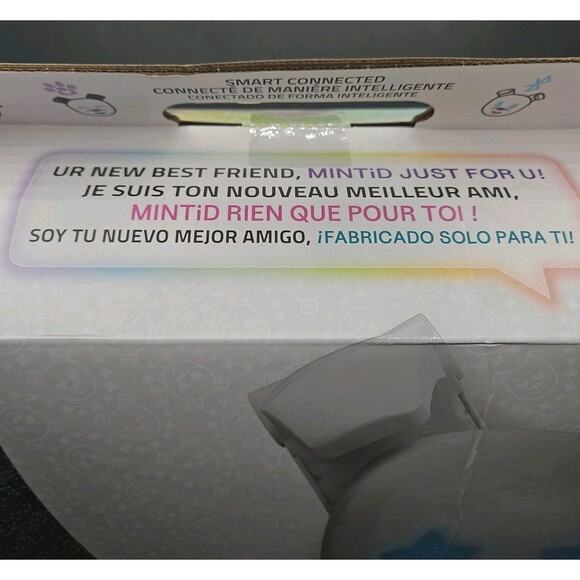 SMART CONNECTED
CONNECTÉ DE MANIÈRE INTELLIGENTE
CONECTADO DE FORMA INTELIGENTE
UR NEW BEST FRIEND, MINTiD JUST FOR U!
JE SUIS TON NOUVEAU MEILLEUR AMI,
MINTiD RIEN QUE POUR TOI !
SOY TU NUEVO MEJOR AMIGO, ¡FABRICADO SOLO PARA TI!